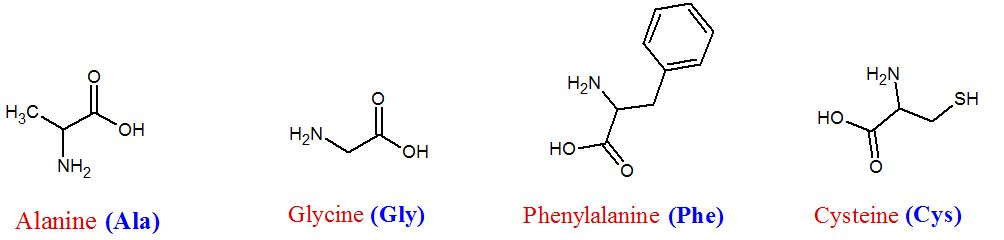 H₃C O OH NH₂
H₂N O OH
H₂N HO O
H₂N HO O SH
Alanine (Ala)
Glycine (Gly)
Phenylalanine (Phe)
Cysteine (Cys)